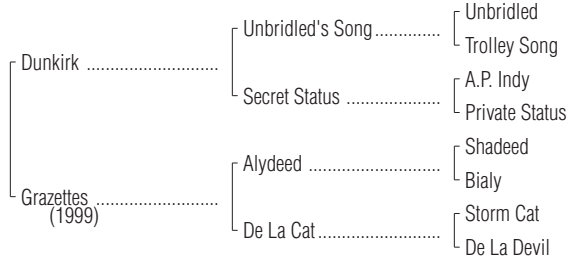 Unbridled
Unbridled's Song..............
Trolley Song
Dunkirk ............................
A.P. Indy
Secret Status ....................
Private Status
Shadeed
Alydeed ............................
Bialy
Grazettes ..........................
(1999)
Storm Cat
De La Cat..........................
De La Devil